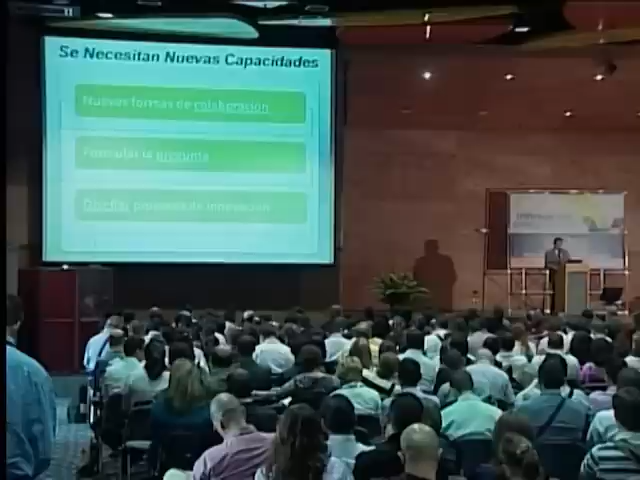 Se Necesitan Nuevas Capacidades
Nuevas formas de colaboración
Formular la pregunta
Diseñar procesos de innovación